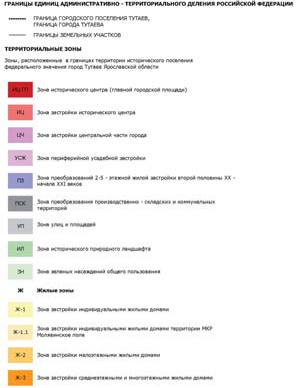 ГРАНИЦЫ ЕДИНИЦ АДМИНИСТРАТИВНО - ТЕРРИТОРИАЛЬНОГО ДЕЛЕНИЯ РОССИЙСКОЙ ФЕДЕРАЦИИ
ГРАНИЦА ГОРОДСКОГО ПОСЕЛЕНИЯ ТУТАЕВ,
ГРАНИЦА ГОРОДА ТУТАЕВА
ГРАНИЦЫ ЗЕМЕЛЬНЫХ УЧАСТКОВ
ТЕРРИТОРИАЛЬНЫЕ ЗОНЫ
Зоны, расположенные в границах территории исторического поселения
федерального значения город Тутаев Ярославской области
ИЦ ГП Зона исторического центра (главной городской площади)
ИЦ Зона застройки исторического центра
ЦЧ Зона застройки центральной части города
УСЖ Зона периферийной усадебной застройки
ПЗ Зона преобразований 2-5 - этажной жилой застройки второй половины XX -
начала XXI веков
ПСК Зона преобразования производственно - складских и коммунальных
территорий
УП Зона улиц и площадей
ИЛ Зона исторического природного ландшафта
ЗН Зона зеленых насаждений общего пользования
Ж Жилые зоны
Ж-1 Зона застройки индивидуальными жилыми домами
Ж-1.1 Зона застройки индивидуальными жилыми домами территории МКР
Молявинское поле
Ж-2 Зона застройки малоэтажными жилыми домами
Ж-3 Зона застройки среднеэтажными и многоэтажными жилыми домами